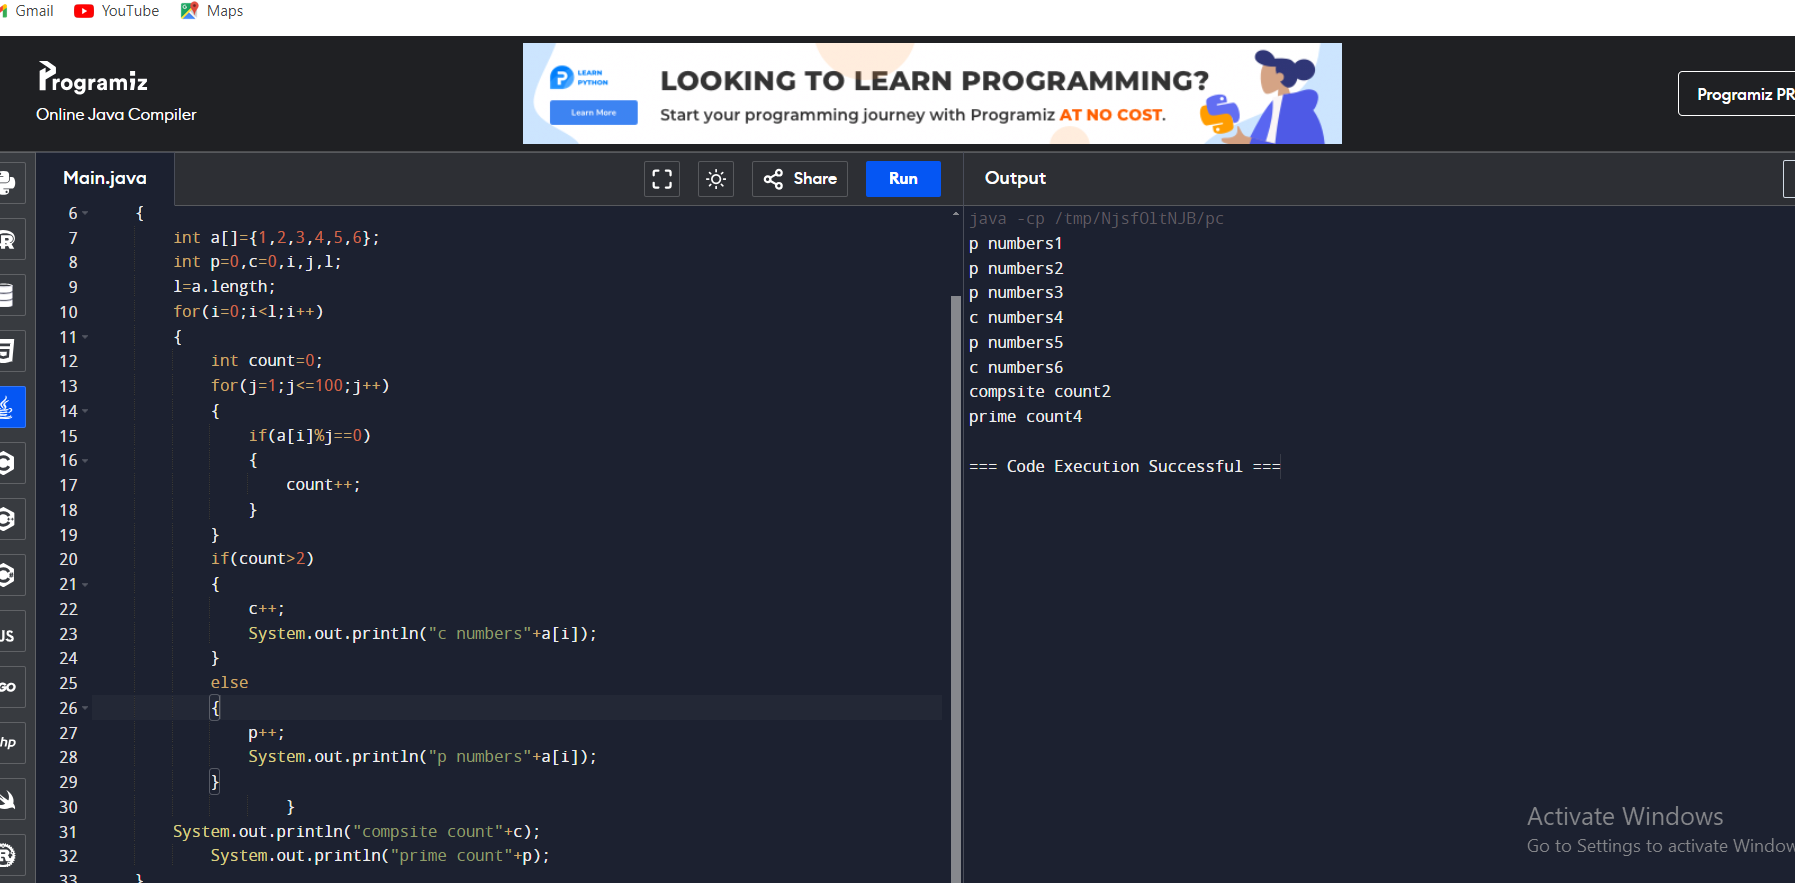 Gmail YouTube Maps
Programiz
Online Java Compiler
LEARN
PYTHON
Learn More
LOOKING TO LEARN PROGRAMMING?
Start your programming journey with Programiz AT NO COST.
Programiz PR
Main.java
Share
Run
Output
6 {
7 int a[]={1,2,3,4,5,6};
8 int p=0,c=0,i,j,l;
9 l=a.length;
10 for(i=0;i<l;i++)
11 {
12 int count=0;
13 for(j=1;j<=100;j++)
14 {
15 if(a[i]%j==0)
16 {
17 count++;
18 }
19 }
20 if(count>2)
21 {
22 c++;
23 System.out.println("c numbers"+a[i]);
24 }
25 else
26 {
27 p++;
28 System.out.println("p numbers"+a[i]);
29 }
30 }
31 System.out.println("compsite count"+c);
32 System.out.println("prime count"+p);
33 }
java -cp /tmp/NjsfOltNJB/pc
p numbers1
p numbers2
p numbers3
c numbers4
p numbers5
c numbers6
compsite count2
prime count4
=== Code Execution Successful ===
JS
GO
hp
Activate Windows
Go to Settings to activate Window